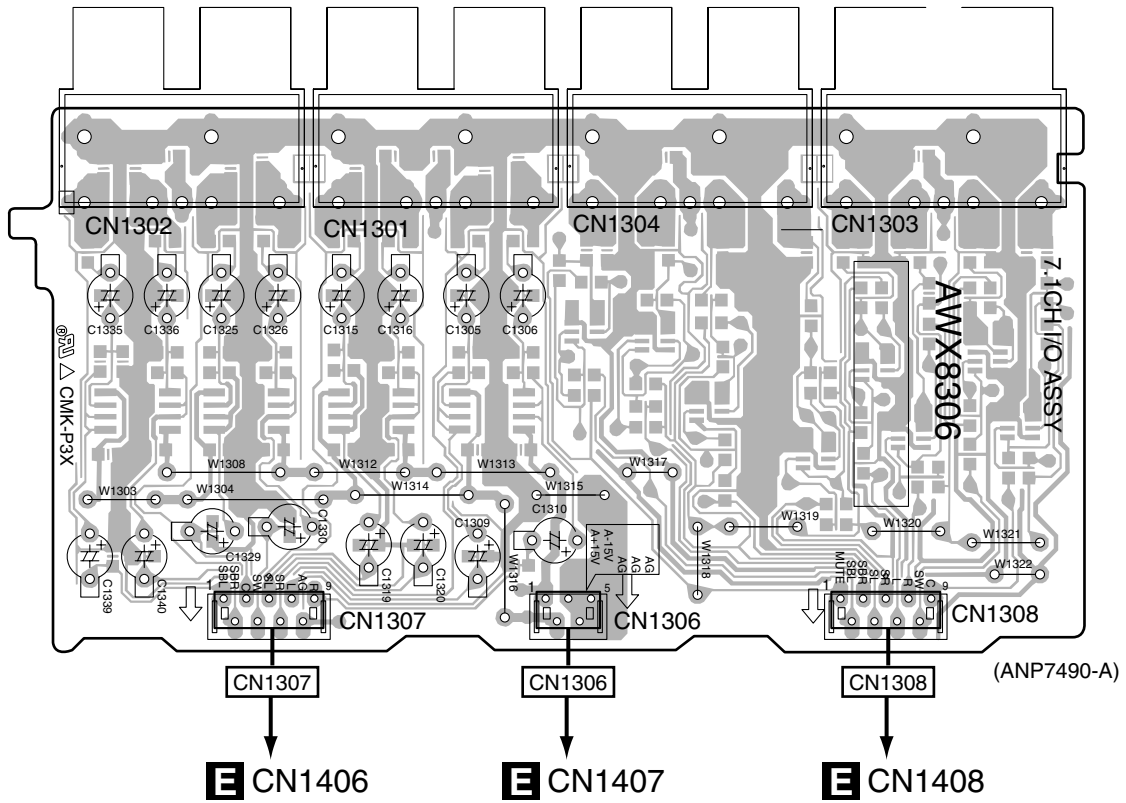 CN1302
CN1301
CN1304
CN1303
C1335
C1336
C1325
C1326
C1315
C1316
C1305
C1306
7.1CH I/O ASSY
AWX8306
CMK-P3X
W1308
W1312
W1313
W1317
W1303
W1304
W1314
W1315
C1310
W1319
W1320
W1321
W1322
W1318
W1316
C1329
C1330
C1309
C1339
C1340
C1319
C1320
1
SBL
SBR
C
SW
SL
SR
L
AG
R
9
CN1307
1
A+15V
A-15V
AG
AG
AG
5
CN1306
1
MUTE
SBL
SBR
SL
SR
L
R
SW
C
9
CN1308
(ANP7490-A)
CN1307
CN1306
CN1308
E CN1406
E CN1407
E CN1408